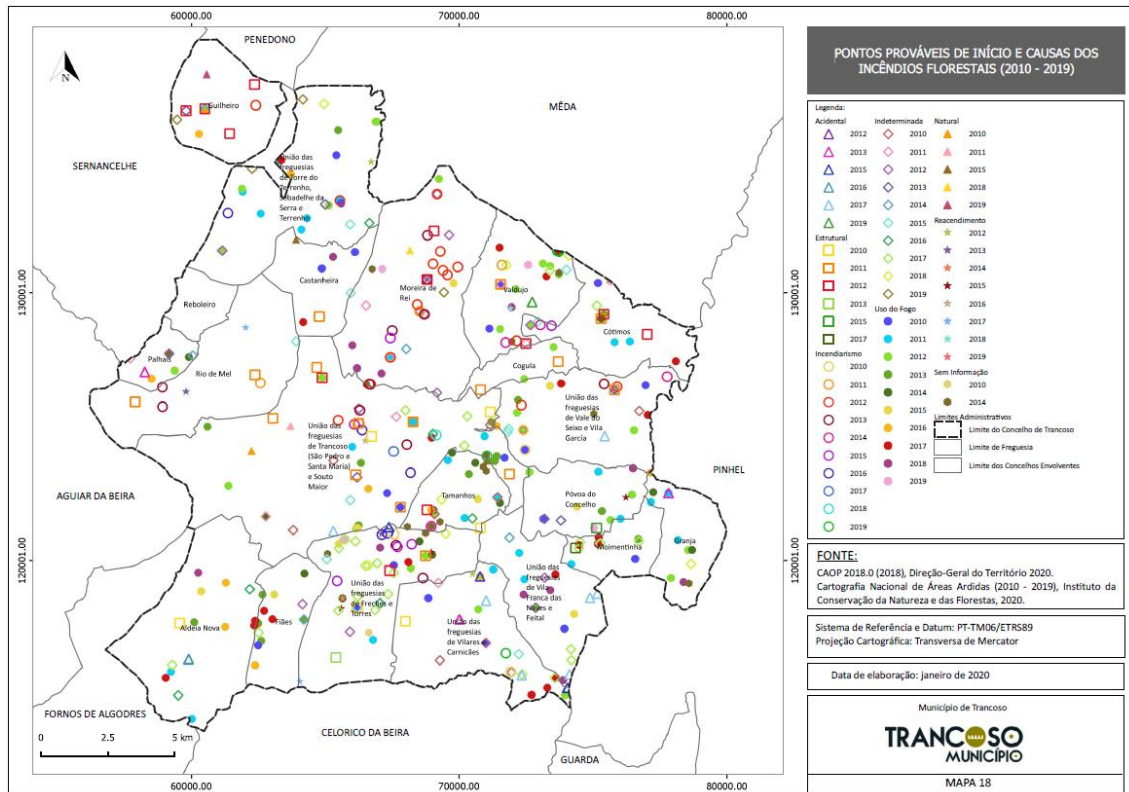 60000.00
70000.00
80000.00
PENEDONO
N
Guilheiro
MÊDA
SERNANCELHE
União das
freguesias
de Torre do
Terrenho,
Sebadelhe da
Serra e
Terrenho
Castanheira
Moreira de
Rei
Valdujo
130001.00
130001.00
Reboleiro
Cótimos
Palhais
Rio de Mel
Cogula
União das
freguesias
de Vale do
Seixo e Vila
Garcia
União das
freguesias
de Trancoso
(São Pedro e
Santa Maria)
e Souto
Maior
PINHEL
AGUIAR DA BEIRA
Tamanhos
Póvoa do
Concelho
120001.00
120001.00
Moimentinha
Granja
União das
freguesias
de Freches e
Torres
União das
freguesias
de Vila
Franca das
Naves e
Feital
Aldeia Nova
Fiães
União das
freguesias
de Vilares e
Carnicães
FORNOS DE ALGODRES
CELORICO DA BEIRA
GUARDA
0 2.5 5 km
60000.00
70000.00
80000.00
PONTOS PROVÁVEIS DE INÍCIO E CAUSAS DOS
INCÊNDIOS FLORESTAIS (2010 - 2019)
Legenda:
Acidental
2012
2013
2015
2016
2017
2019
Estrutural
2010
2011
2012
2013
2015
2017
Incendiarismo
2010
2011
2012
2013
2014
2015
2016
2017
2018
2019
Indeterminada
2010
2011
2012
2013
2014
2015
2016
2017
2018
2019
Uso do Fogo
2010
2011
2012
2013
2014
2015
2016
2017
2018
2019
Natural
2010
2011
2015
2018
2019
Reacendimento
2012
2013
2014
2015
2016
2017
2018
2019
Sem Informação
2010
2014
Limites Administrativos
Limite do Concelho de Trancoso
Limite de Freguesia
Limite dos Concelhos Envolventes
FONTE:
CAOP 2018.0 (2018), Direção-Geral do Território 2020.
Cartografia Nacional de Áreas Ardidas (2010 - 2019), Instituto da
Conservação da Natureza e das Florestas, 2020.
Sistema de Referência e Datum: PT-TM06/ETRS89
Projeção Cartográfica: Transversa de Mercator
Data de elaboração: janeiro de 2020
Município de Trancoso
TRANCOSO
MUNICÍPIO
MAPA 18